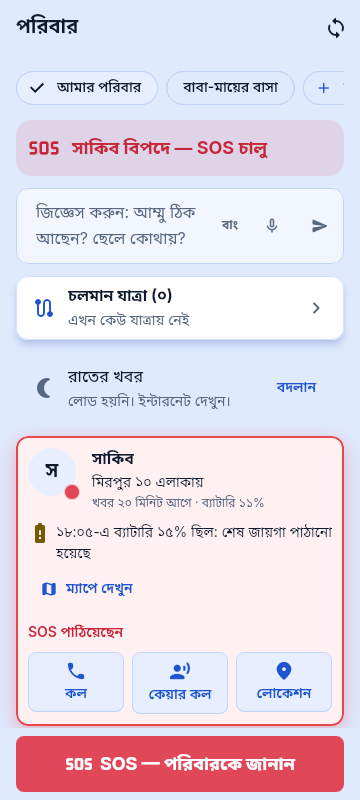 পরিবার
আমার পরিবার
বাবা-মায়ের বাসা
SOS সাকিব বিপদে — SOS চালু
জিজ্ঞেস করুন: আম্মু ঠিক
আছেন? ছেলে কোথায়?
বাং
চলমান যাত্রা (০)
এখন কেউ যাত্রায় নেই
রাতের খবর
লোড হয়নি। ইন্টারনেট দেখুন।
বদলান
স
সাকিব
মিরপুর ১০ এলাকায়
খবর ২০ মিনিট আগে · ব্যাটারি ১১%
১৮:০৫-এ ব্যাটারি ১৫% ছিল: শেষ জায়গা পাঠানো
হয়েছে
ম্যাপে দেখুন
SOS পাঠিয়েছেন
কল
কেয়ার কল
লোকেশন
SOS SOS — পরিবারকে জানান